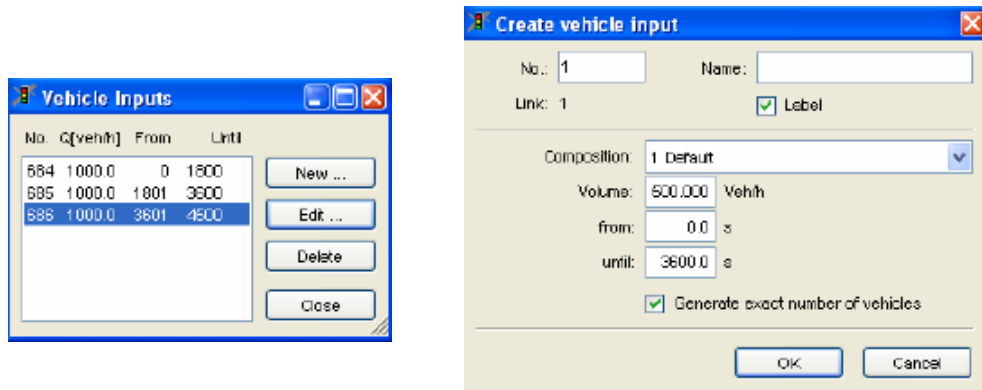 Vehicle Inputs
No. Q[veh/h] From Until
684 1000.0 0 1800
685 1000.0 1801 3600
686 1000.0 3601 4500
New ...
Edit ...
Delete
Close
Create vehicle input
No.: 1 Name:
Link: 1 Label
Composition: 1 Default
Volume: 600.000 Veh/h
from: 0.0 s
until: 3600.0 s
Generate exact number of vehicles
OK Cancel